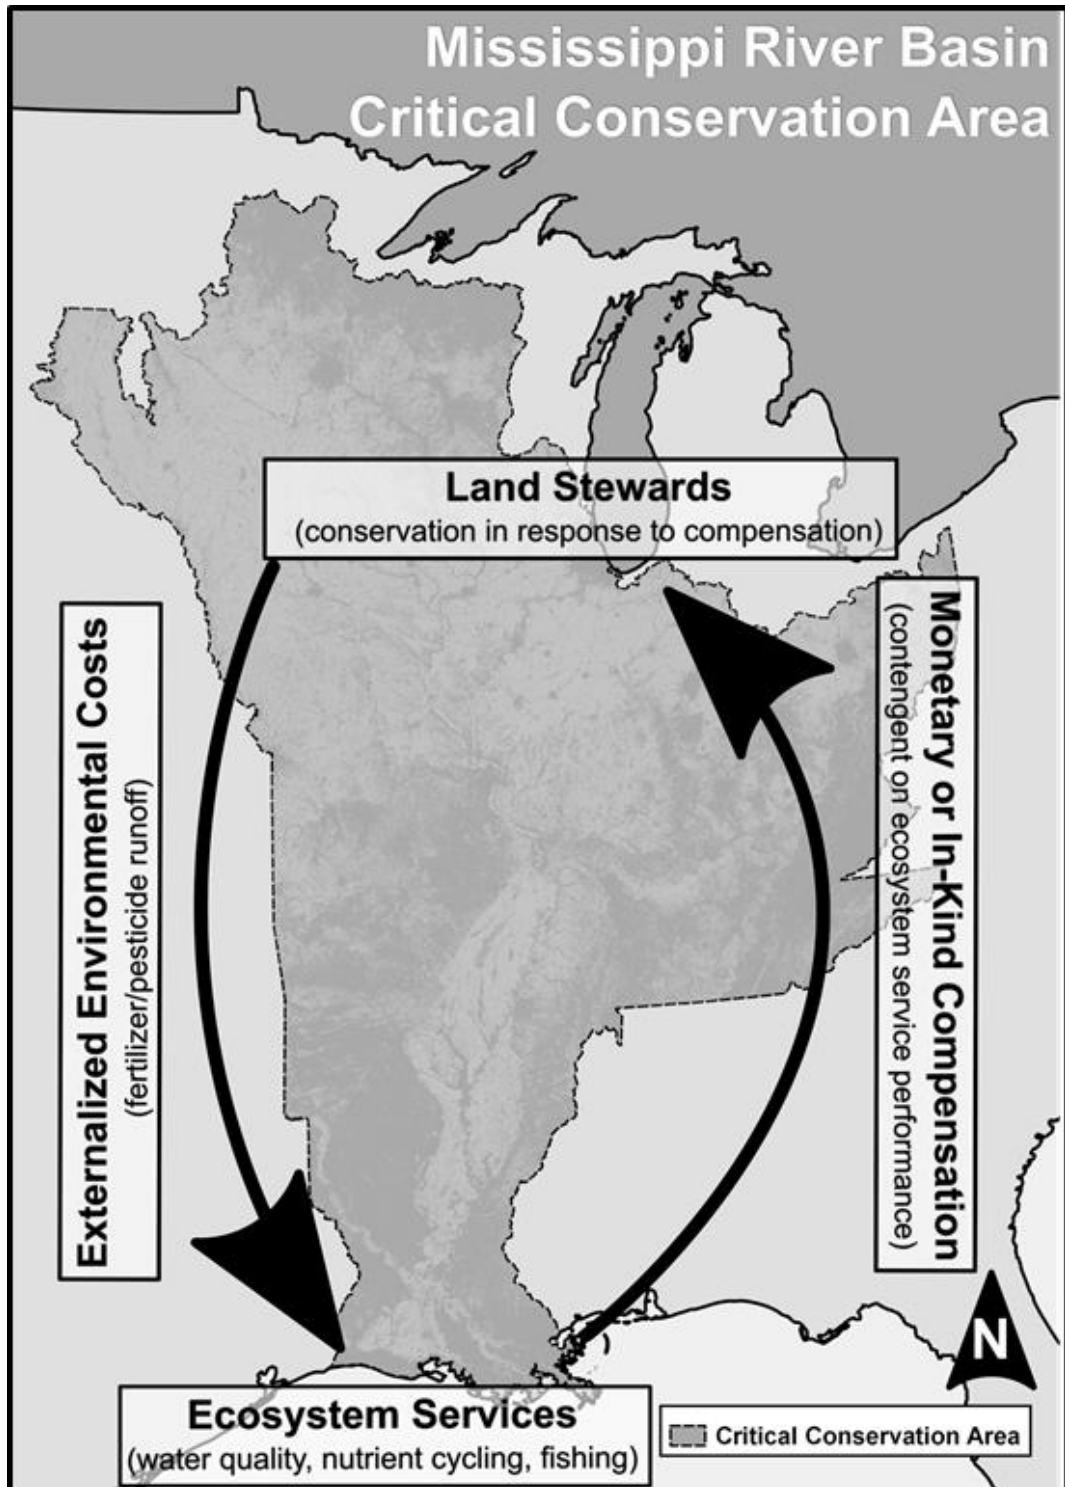 Mississippi River Basin
Critical Conservation Area
Land Stewards
(conservation in response to compensation)
Externalized Environmental Costs
(fertilizer/pesticide runoff)
Monetary or In-Kind Compensation
(contengent on ecosystem service performance)
N
Ecosystem Services
(water quality, nutrient cycling, fishing)
Critical Conservation Area